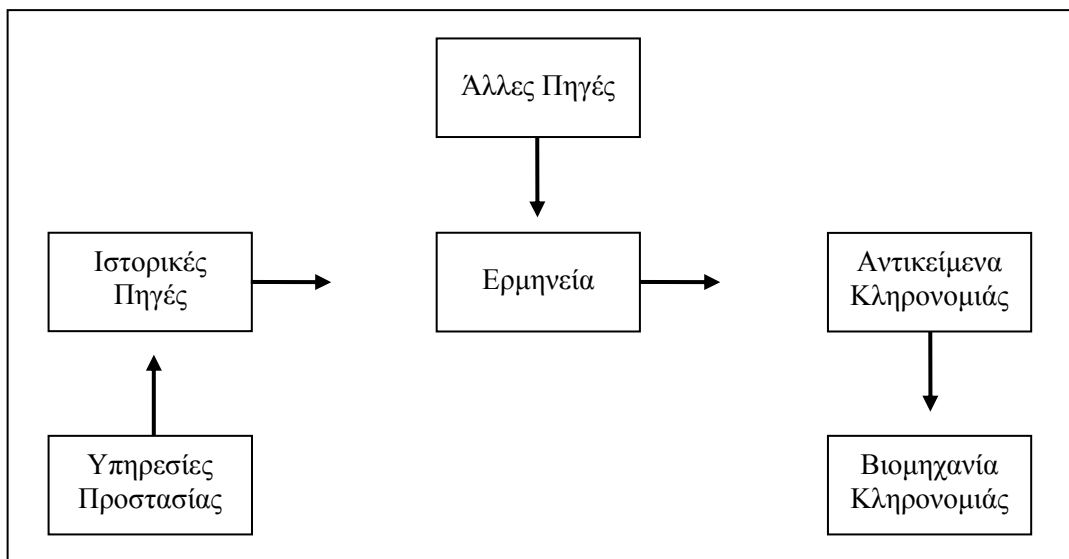 Άλλες Πηγές
Ιστορικές
Πηγές
Ερμηνεία
Αντικείμενα
Κληρονομιάς
Υπηρεσίες
Προστασίας
Βιομηχανία
Κληρονομιάς